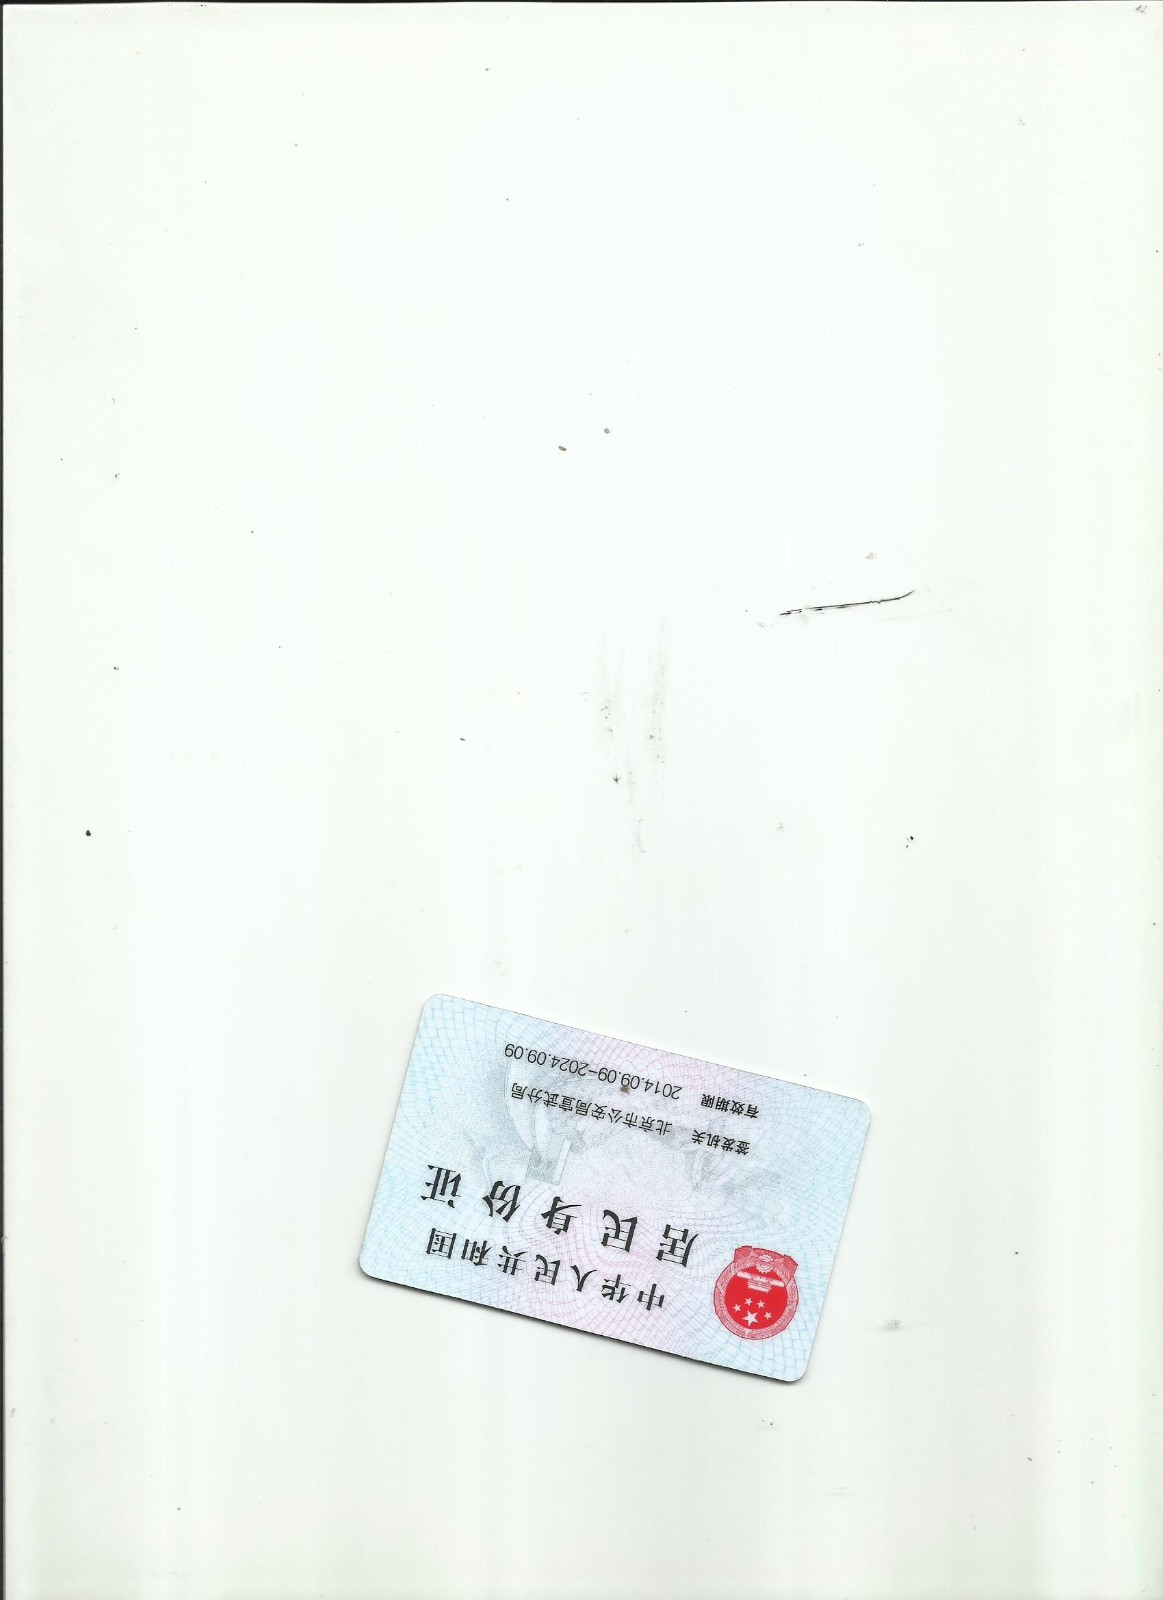 中华人民共和国
居民身份证
签发机关 北京市公安局宣武分局
有效期限 2014.09.09-2024.09.09